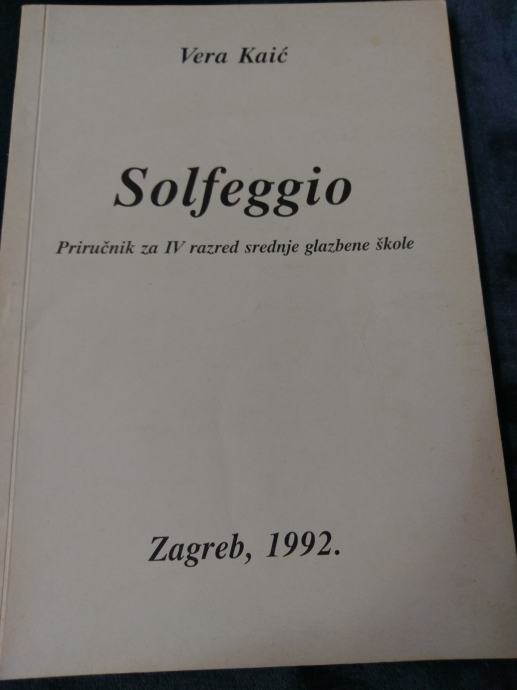 Vera Kaić
Solfeggio
Priručnik za IV razred srednje glazbene škole
Zagreb, 1992.